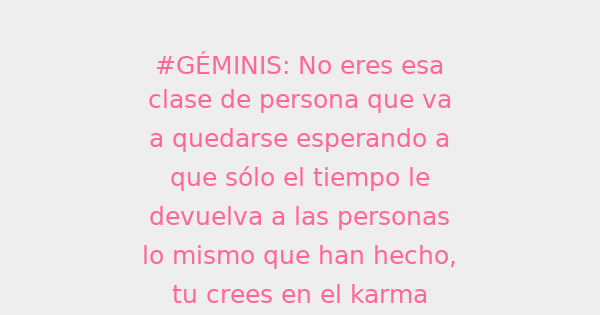 #GÉMINIS: No eres esa
clase de persona que va
a quedarse esperando a
que sólo el tiempo le
devuelva a las personas
lo mismo que han hecho,
tu crees en el karma